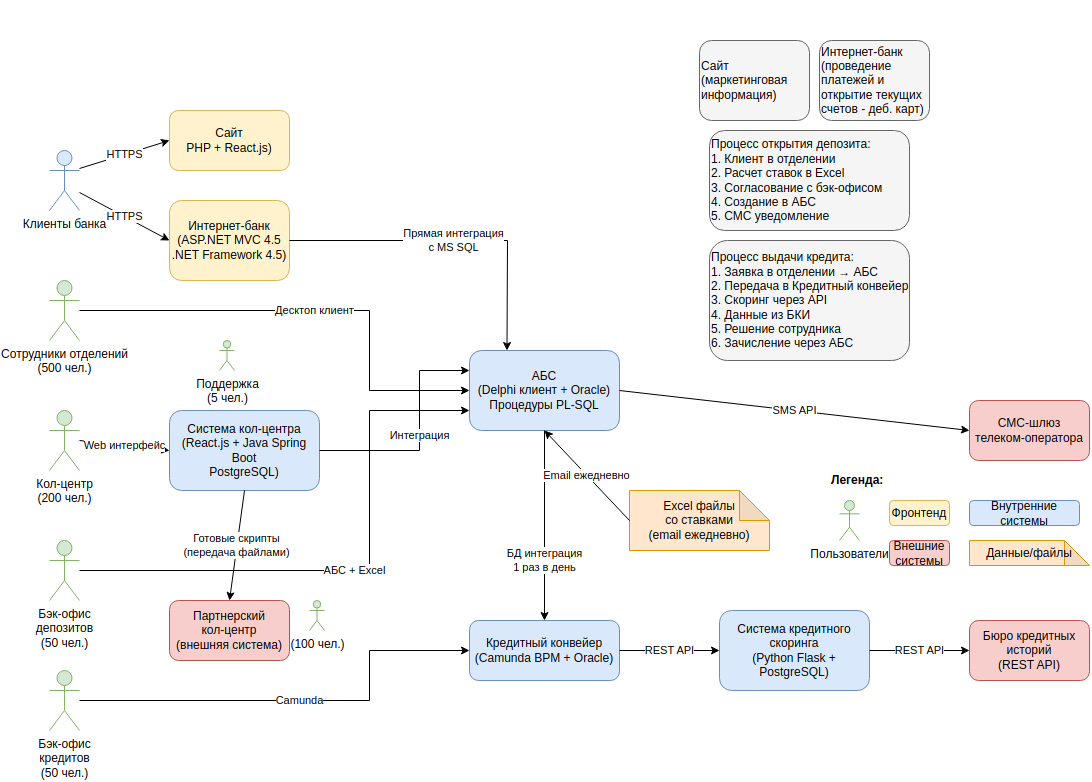 Сайт
(маркетинговая
информация)
Интернет-банк
(проведение
платежей и
открытие текущих
счетов - деб. карт)
Процесс открытия депозита:
1. Клиент в отделении
2. Расчет ставок в Excel
3. Согласование с бэк-офисом
4. Создание в АБС
5. СМС уведомление
Процесс выдачи кредита:
1. Заявка в отделении → АБС
2. Передача в Кредитный конвейер
3. Скоринг через API
4. Данные из БКИ
5. Решение сотрудника
6. Зачисление через АБС
Клиенты банка
HTTPS
HTTPS
Сайт
PHP + React.js)
Интернет-банк
(ASP.NET MVC 4.5
.NET Framework 4.5)
Прямая интеграция
с MS SQL
Сотрудники отделений
(500 чел.)
Десктоп клиент
Поддержка
(5 чел.)
Кол-центр
(200 чел.)
Web интерфейс
Система кол-центра
(React.js + Java Spring
Boot
PostgreSQL)
Интеграция
АБС
(Delphi клиент + Oracle)
Процедуры PL-SQL
SMS API
СМС-шлюз
телеком-оператора
Email ежедневно
Excel файлы
со ставками
(email ежедневно)
Легенда:
Пользователи
Фронтенд
Внутренние
системы
Внешние
системы
Данные/файлы
Готовые скрипты
(передача файлами)
БД интеграция
1 раз в день
Бэк-офис
депозитов
(50 чел.)
АБС + Excel
Партнерский
кол-центр
(внешняя система)
(100 чел.)
Бэк-офис
кредитов
(50 чел.)
Camunda
Кредитный конвейер
(Camunda BPM + Oracle)
REST API
Система кредитного
скоринга
(Python Flask +
PostgreSQL)
REST API
Бюро кредитных
историй
(REST API)